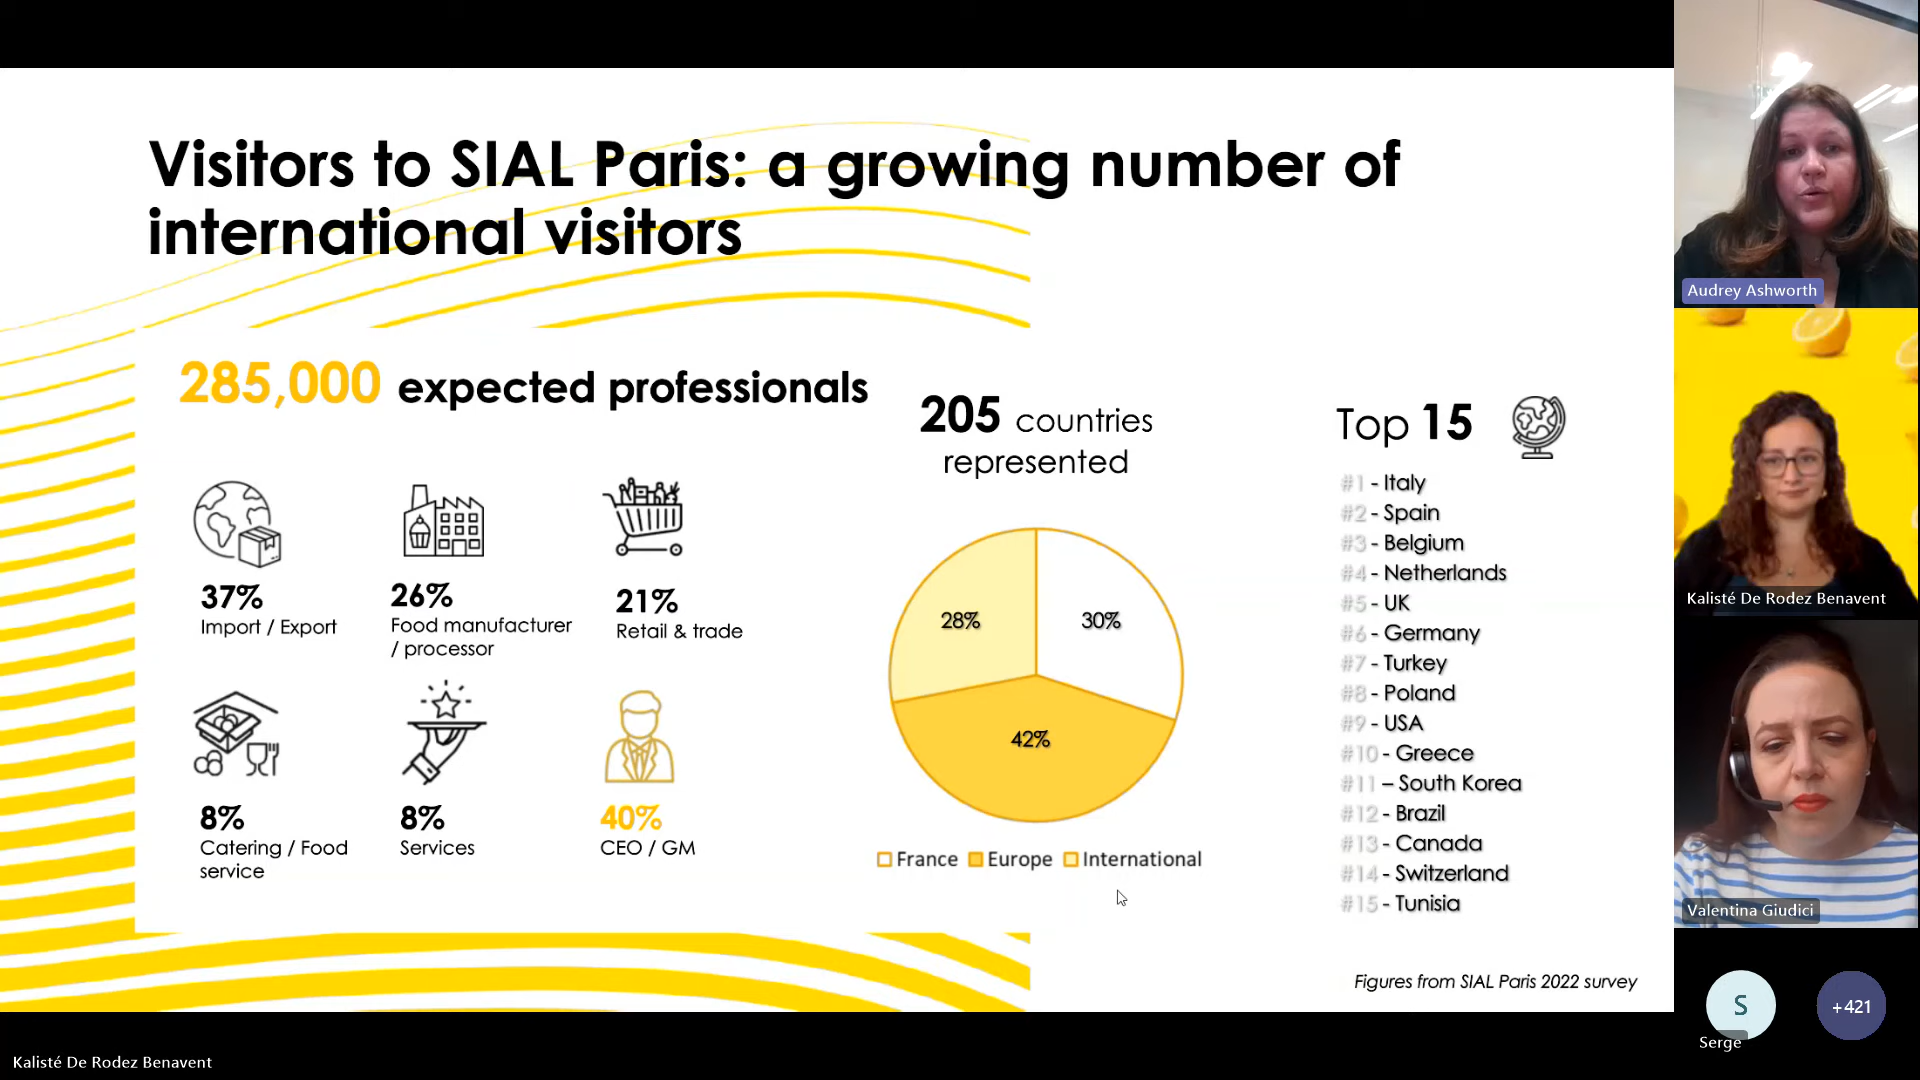 Visitors to SIAL Paris: a growing number of
international visitors
285,000 expected professionals
37%
Import / Export
26%
Food manufacturer
/ processor
21%
Retail & trade
8%
Catering / Food
service
8%
Services
40%
CEO / GM
205 countries
represented
28%
30%
42%
France Europe International
Top 15
#1 - Italy
#2 - Spain
#3 - Belgium
#4 - Netherlands
#5 - UK
#6 - Germany
#7 - Turkey
#8 - Poland
#9 - USA
#10 - Greece
#11 – South Korea
#12 - Brazil
#13 - Canada
#14 - Switzerland
#15 - Tunisia
Figures from SIAL Paris 2022 survey
Audrey Ashworth
Kalisté De Rodez Benavent
Valentina Giudici
S
Serge
+421
Kalisté De Rodez Benavent